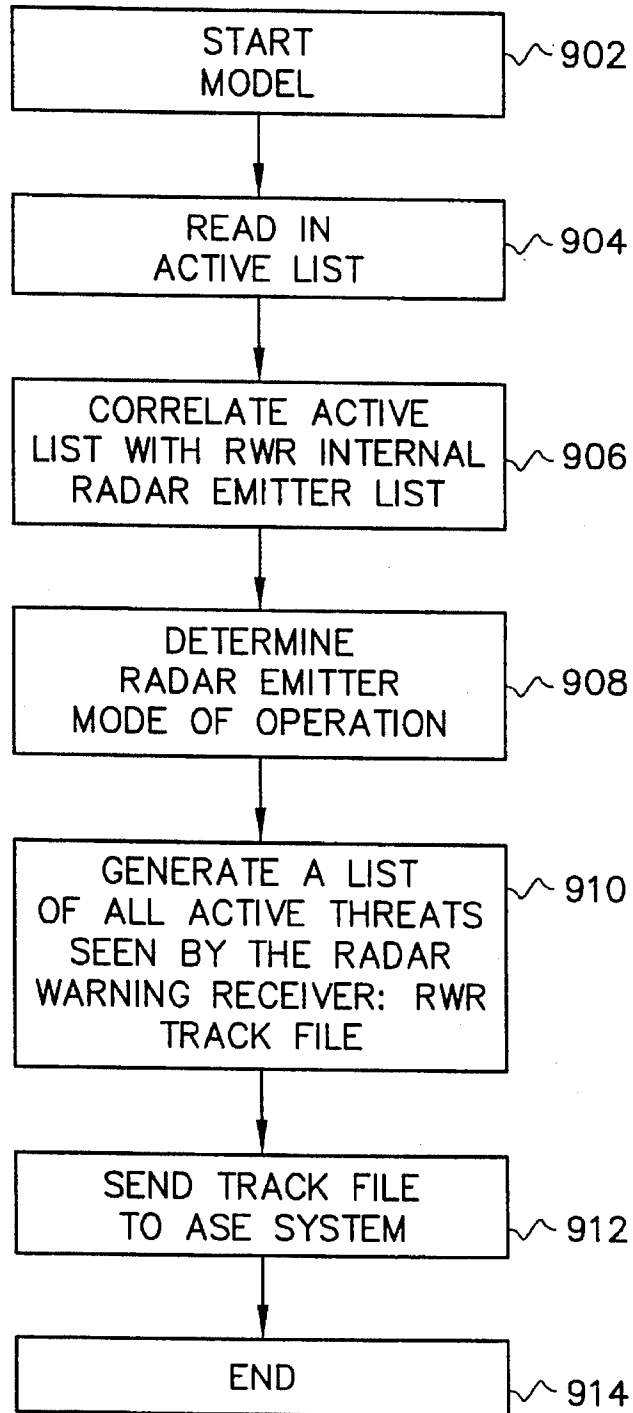 START
MODEL
902
READ IN
ACTIVE LIST
904
CORRELATE ACTIVE
LIST WITH RWR INTERNAL
RADAR EMITTER LIST
906
DETERMINE
RADAR EMITTER
MODE OF OPERATION
908
GENERATE A LIST
OF ALL ACTIVE THREATS
SEEN BY THE RADAR
WARNING RECEIVER: RWR
TRACK FILE
910
SEND TRACK FILE
TO ASE SYSTEM
912
END
914